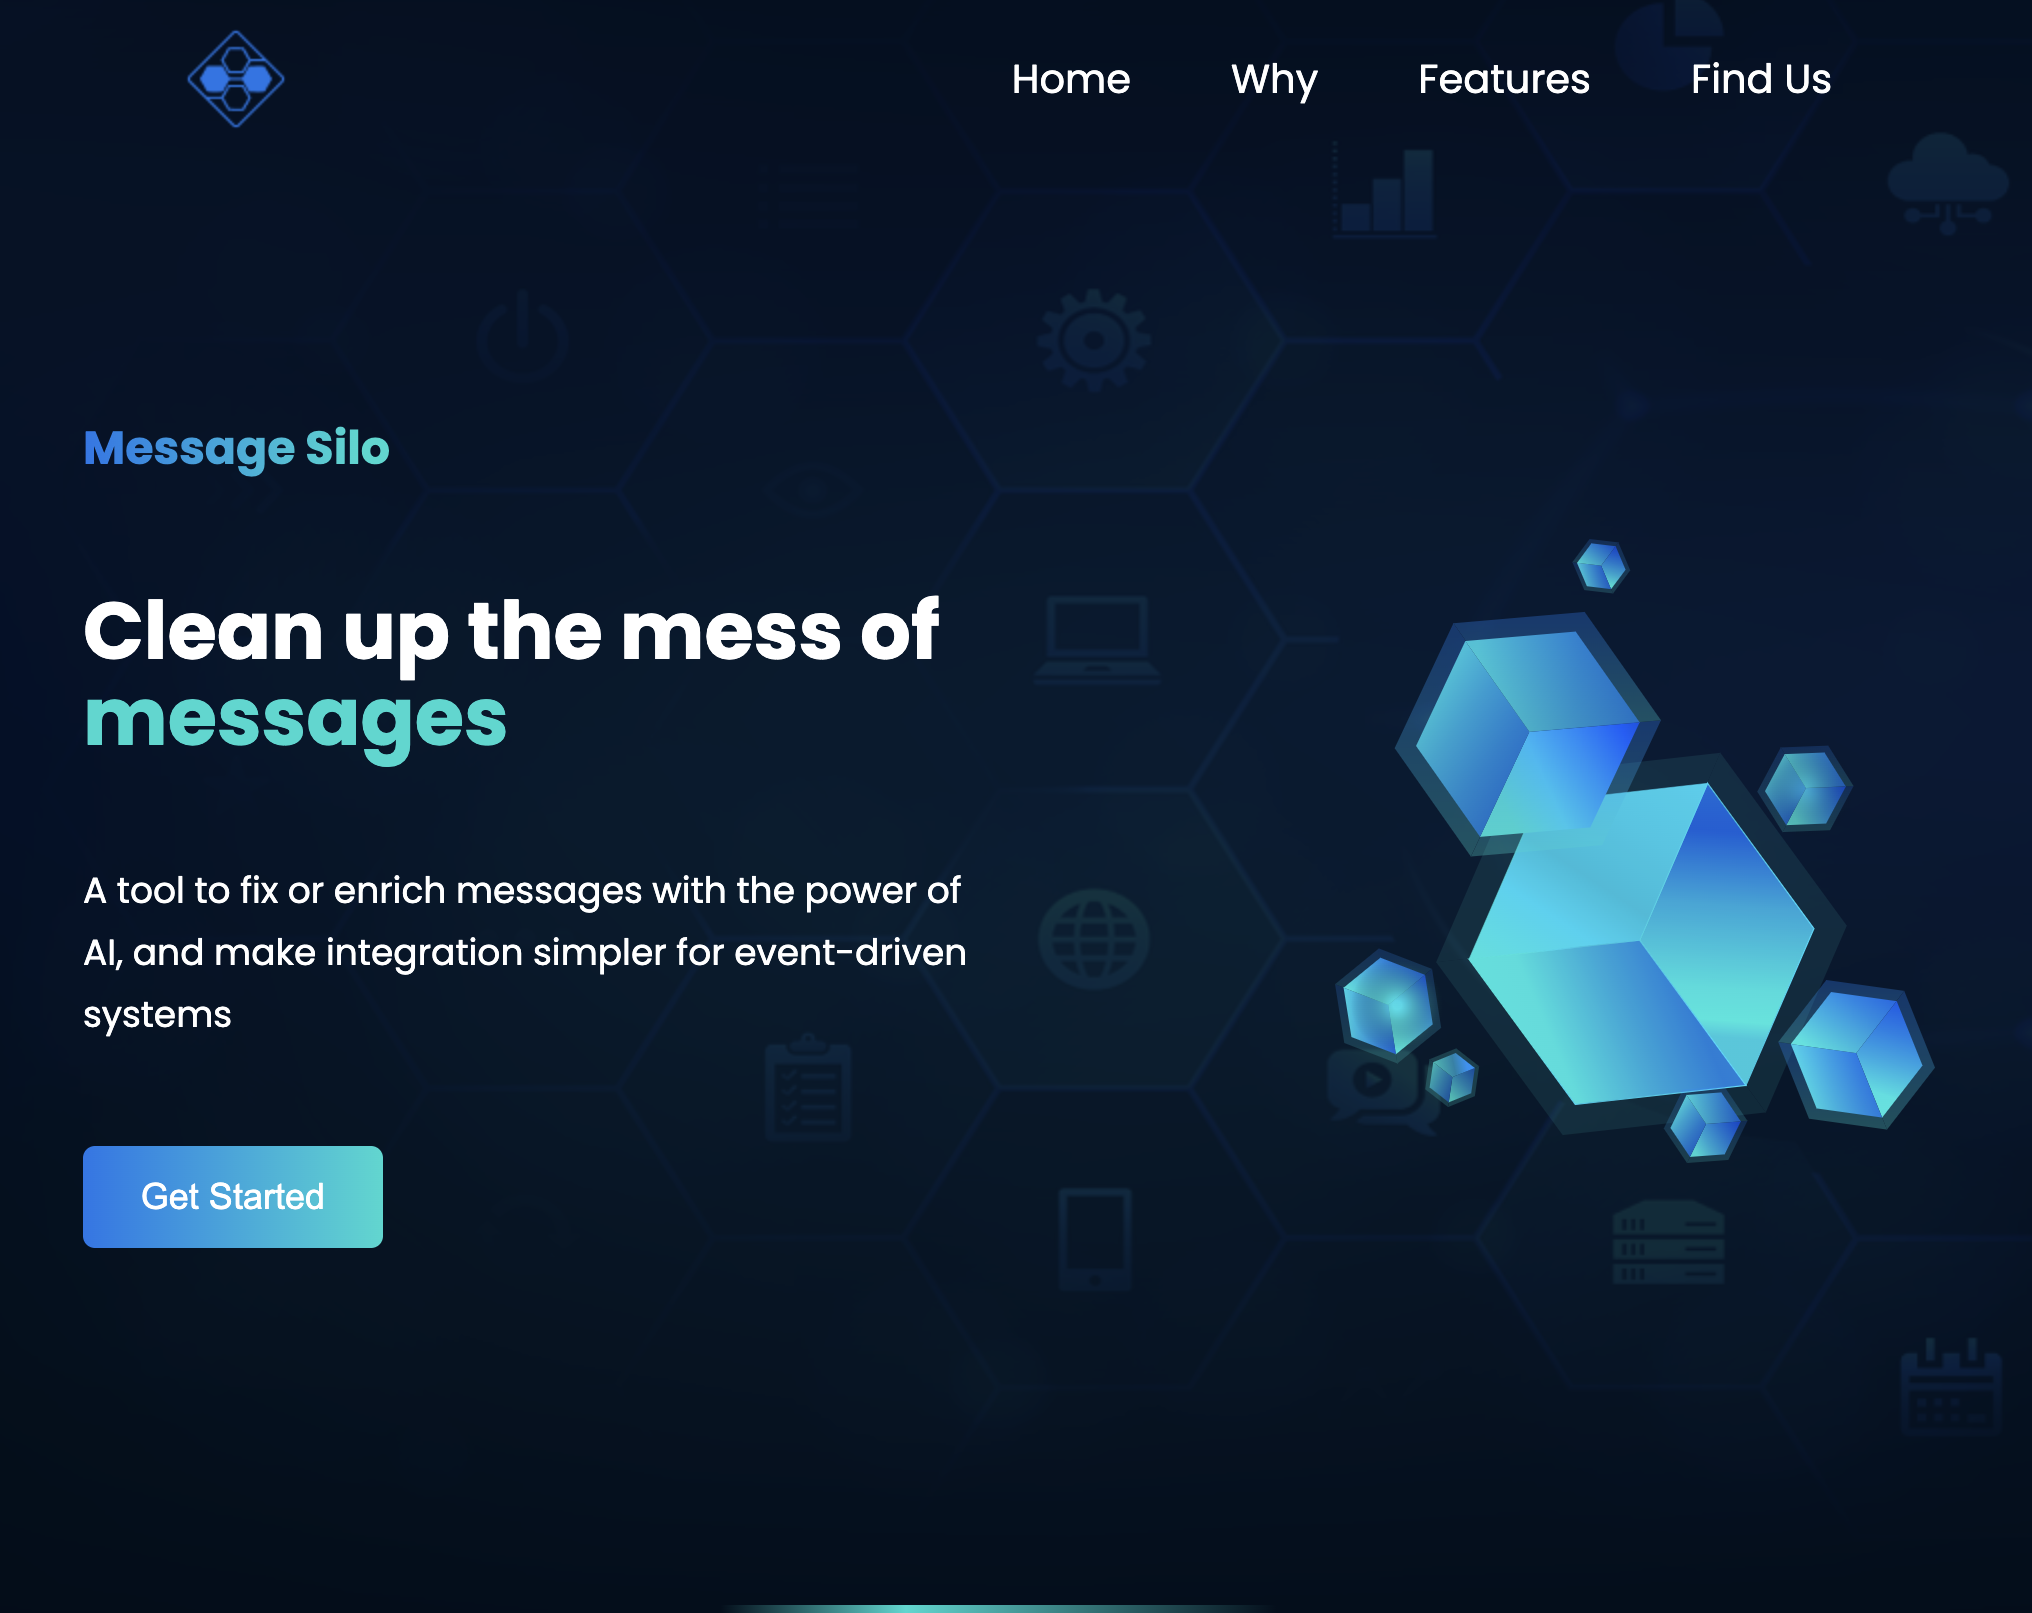 Home Why Features Find Us
Message Silo
Clean up the mess of
messages
A tool to fix or enrich messages with the power of
AI, and make integration simpler for event-driven
systems
Get Started